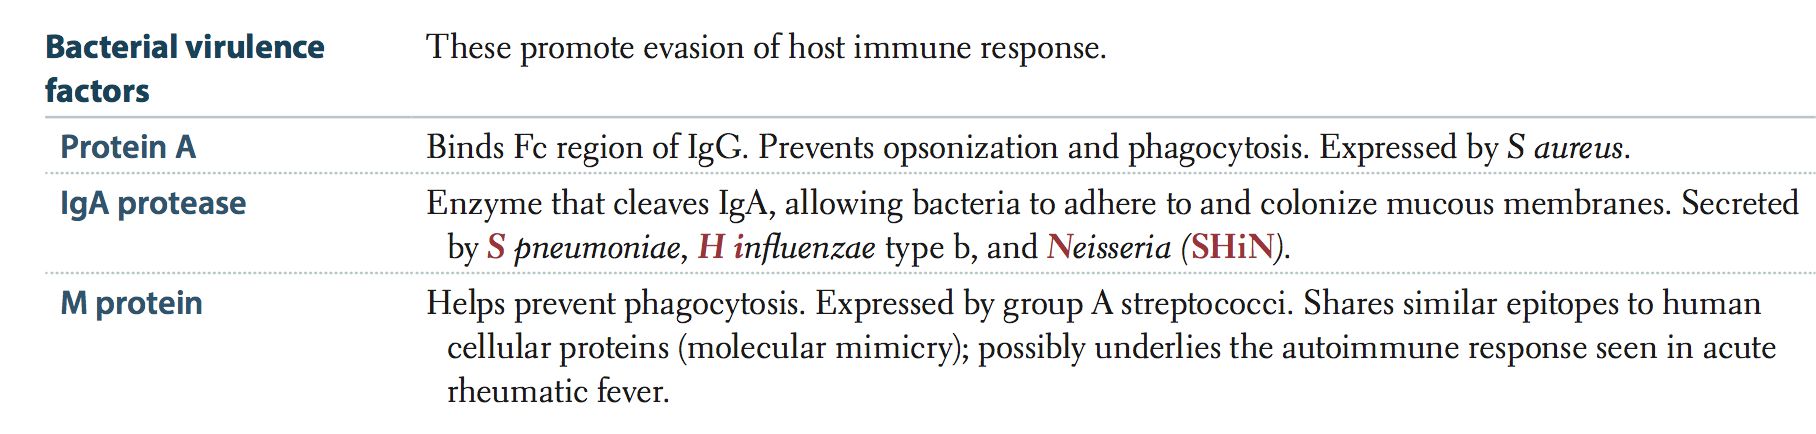 Bacterial virulence
factors
These promote evasion of host immune response.
Protein A
Binds Fc region of IgG. Prevents opsonization and phagocytosis. Expressed by S aureus.
IgA protease
Enzyme that cleaves IgA, allowing bacteria to adhere to and colonize mucous membranes. Secreted
by S pneumoniae, H influenzae type b, and Neisseria (SHiN).
M protein
Helps prevent phagocytosis. Expressed by group A streptococci. Shares similar epitopes to human
cellular proteins (molecular mimicry); possibly underlies the autoimmune response seen in acute
rheumatic fever.